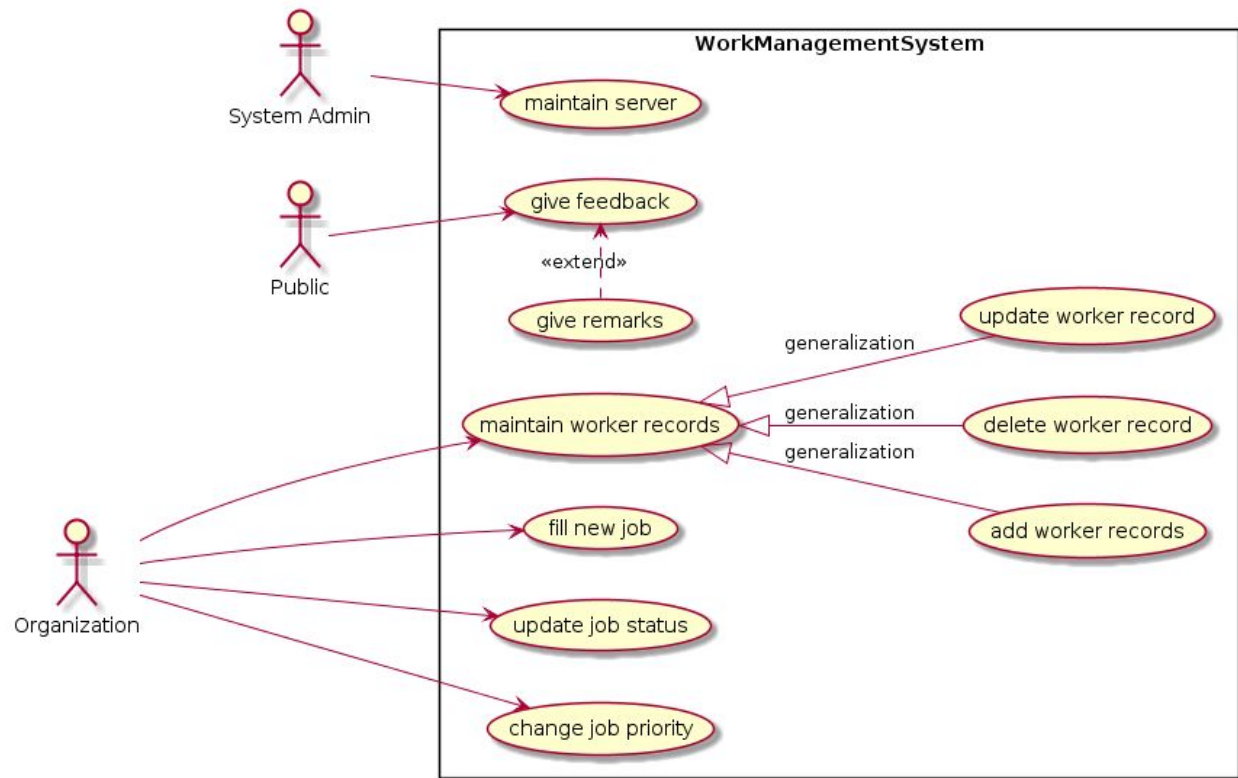 WorkManagementSystem
System Admin
maintain server
Public
give feedback
«extend»
give remarks
update worker record
generalization
maintain worker records
generalization
delete worker record
generalization
add worker records
Organization
fill new job
update job status
change job priority